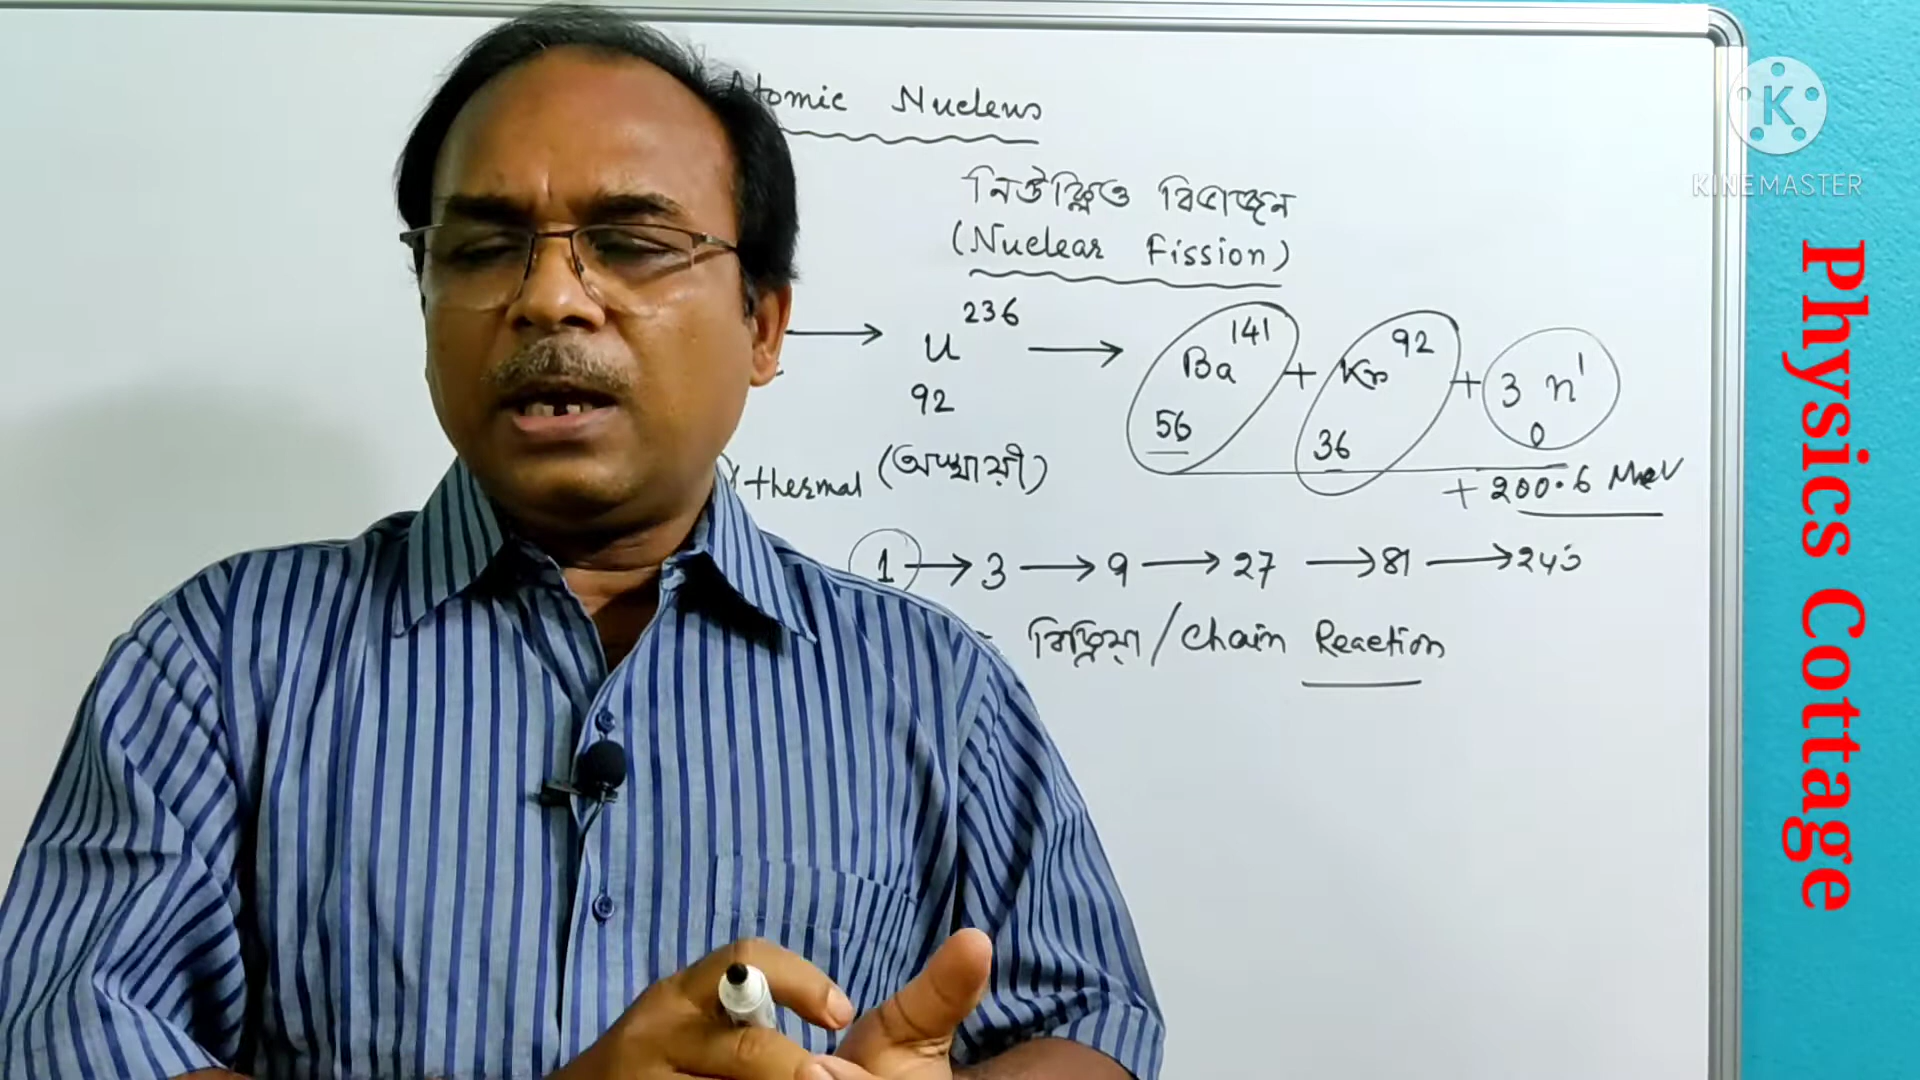 Atomic Nucleus
নিউক্লিও বিভাজন
(Nuclear Fission)
→ U 236 92 → Ba 141 56 + Kr 92 36 + 3 n 1 0
thermal (অস্থায়ী)
+ 200.6 MeV
1 → 3 → 9 → 27 → 81 → 243
বিক্রিয়া / Chain Reaction
K
KINEMASTER
Physics Cottage